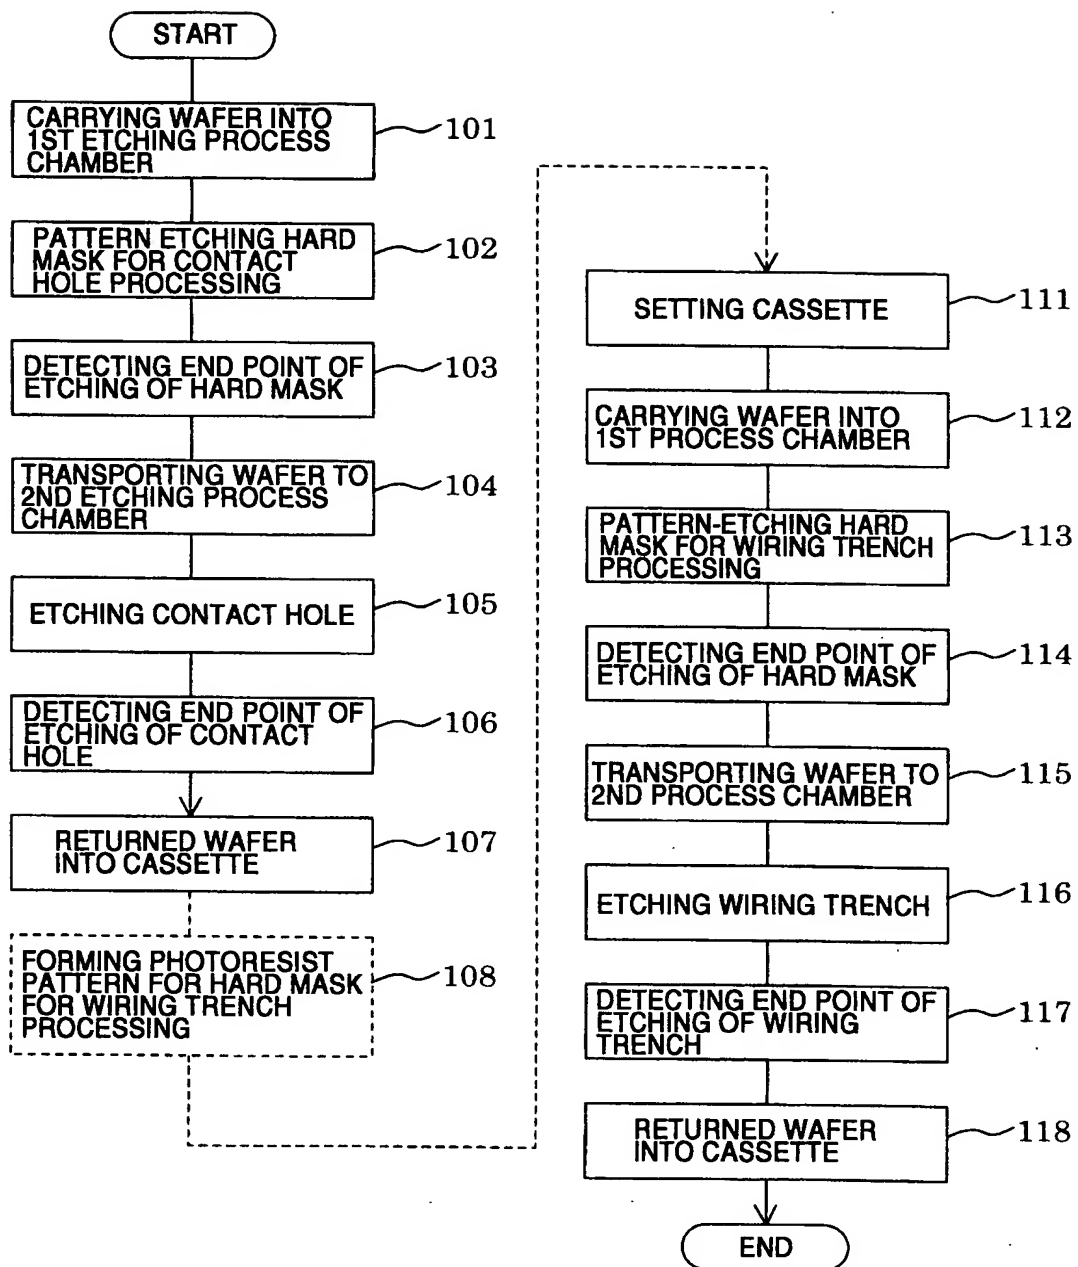 START
CARRYING WAFER INTO
1ST ETCHING PROCESS
CHAMBER
101
PATTERN ETCHING HARD
MASK FOR CONTACT
HOLE PROCESSING
102
DETECTING END POINT OF
ETCHING OF HARD MASK
103
TRANSPORTING WAFER TO
2ND ETCHING PROCESS
CHAMBER
104
ETCHING CONTACT HOLE
105
DETECTING END POINT OF
ETCHING OF CONTACT
HOLE
106
RETURNED WAFER
INTO CASSETTE
107
FORMING PHOTORESIST
PATTERN FOR HARD MASK
FOR WIRING TRENCH
PROCESSING
108
SETTING CASSETTE
111
CARRYING WAFER INTO
1ST PROCESS CHAMBER
112
PATTERN-ETCHING HARD
MASK FOR WIRING TRENCH
PROCESSING
113
DETECTING END POINT OF
ETCHING OF HARD MASK
114
TRANSPORTING WAFER TO
2ND PROCESS CHAMBER
115
ETCHING WIRING TRENCH
116
DETECTING END POINT OF
ETCHING OF WIRING
TRENCH
117
RETURNED WAFER
INTO CASSETTE
118
END